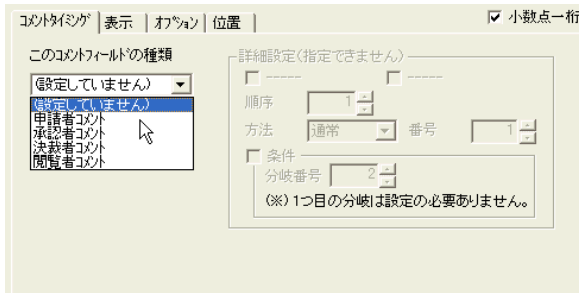 コメントタイミング 表示 オプション 位置 小数点一桁
このコメントフィールドの種類
(設定していません)
(設定していません)
申請者コメント
承認者コメント
決裁者コメント
閲覧者コメント
詳細設定(指定できません)
----- -----
順序 1
方法 通常 番号 1
条件
分岐番号 2
(※)1つ目の分岐は設定の必要ありません。